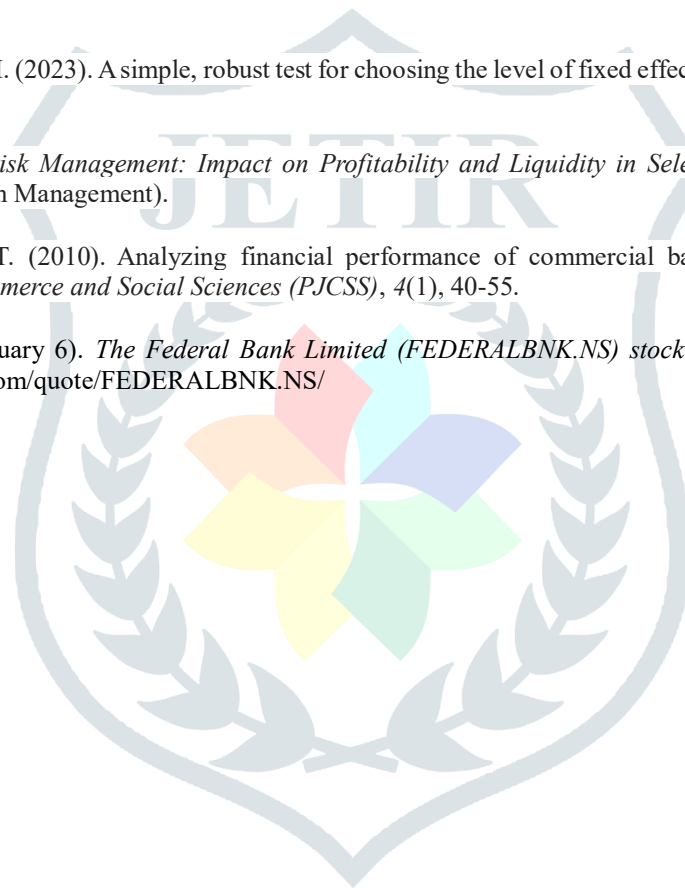 I. (2023). A simple, robust test for choosing the level of fixed effec
isk Management: Impact on Profitability and Liquidity in Sele
n Management).
JETIR
T. (2010). Analyzing financial performance of commercial ba
mmerce and Social Sciences (PJCSS), 4(1), 40-55.
uary 6). The Federal Bank Limited (FEDERALBNK.NS) stock
om/quote/FEDERALBNK.NS/